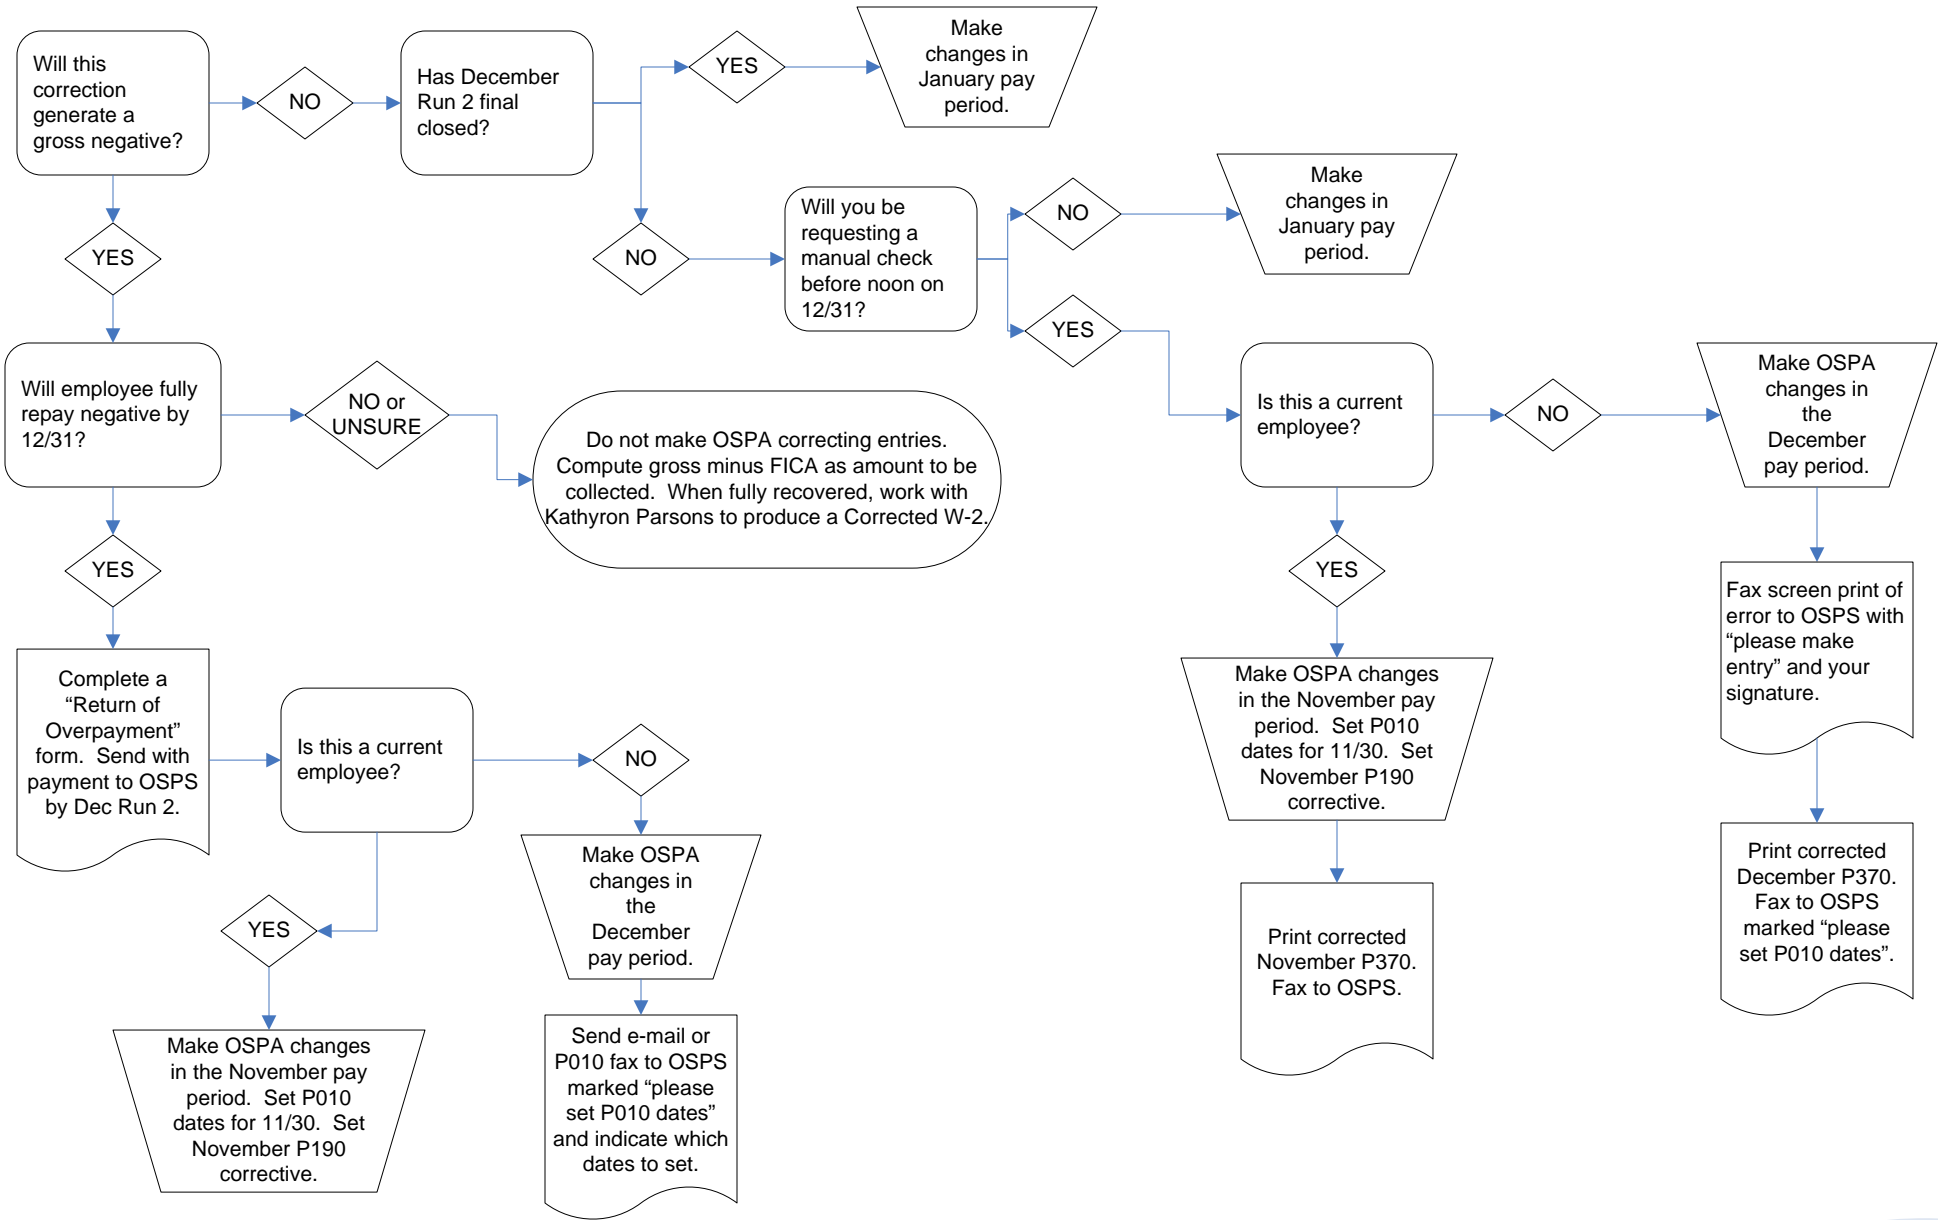 Will this
correction
generate a
gross negative?
NO
Has December
Run 2 final
closed?
YES
Make
changes in
January pay
period.
NO
Will you be
requesting a
manual check
before noon on
12/31?
NO
Make
changes in
January pay
period.
YES
Is this a current
employee?
NO
Make OSPA
changes in
the
December
pay period.
Fax screen print of
error to OSPS with
“please make
entry” and your
signature.
Print corrected
December P370.
Fax to OSPS
marked “please
set P010 dates”.
YES
Make OSPA changes
in the November pay
period.  Set P010
dates for 11/30.  Set
November P190
corrective.
Print corrected
November P370.
Fax to OSPS.
YES
Will employee fully
repay negative by
12/31?
NO or
UNSURE
Do not make OSPA correcting entries.
Compute gross minus FICA as amount to be
collected.  When fully recovered, work with
Kathyron Parsons to produce a Corrected W-2.
YES
Complete a
“Return of
Overpayment”
form.  Send with
payment to OSPS
by Dec Run 2.
Is this a current
employee?
NO
Make OSPA
changes in
the
December
pay period.
Send e-mail or
P010 fax to OSPS
marked “please
set P010 dates”
and indicate which
dates to set.
YES
Make OSPA changes
in the November pay
period.  Set P010
dates for 11/30.  Set
November P190
corrective.